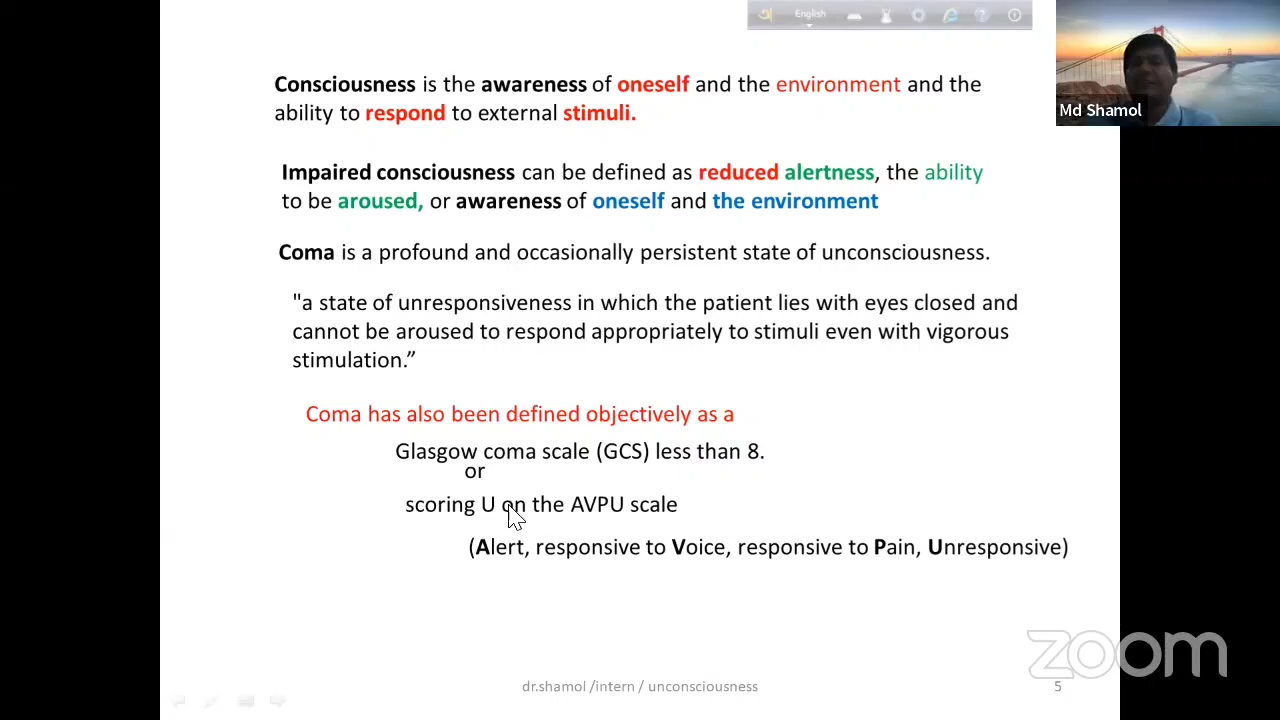 English
Consciousness is the awareness of oneself and the environment and the
ability to respond to external stimuli.
Md Shamol
Impaired consciousness can be defined as reduced alertness, the ability
to be aroused, or awareness of oneself and the environment
Coma is a profound and occasionally persistent state of unconsciousness.
"a state of unresponsiveness in which the patient lies with eyes closed and
cannot be aroused to respond appropriately to stimuli even with vigorous
stimulation.”
Coma has also been defined objectively as a
Glasgow coma scale (GCS) less than 8.
or
scoring U on the AVPU scale
(Alert, responsive to Voice, responsive to Pain, Unresponsive)
zoom
dr.shamol /intern / unconsciousness
5